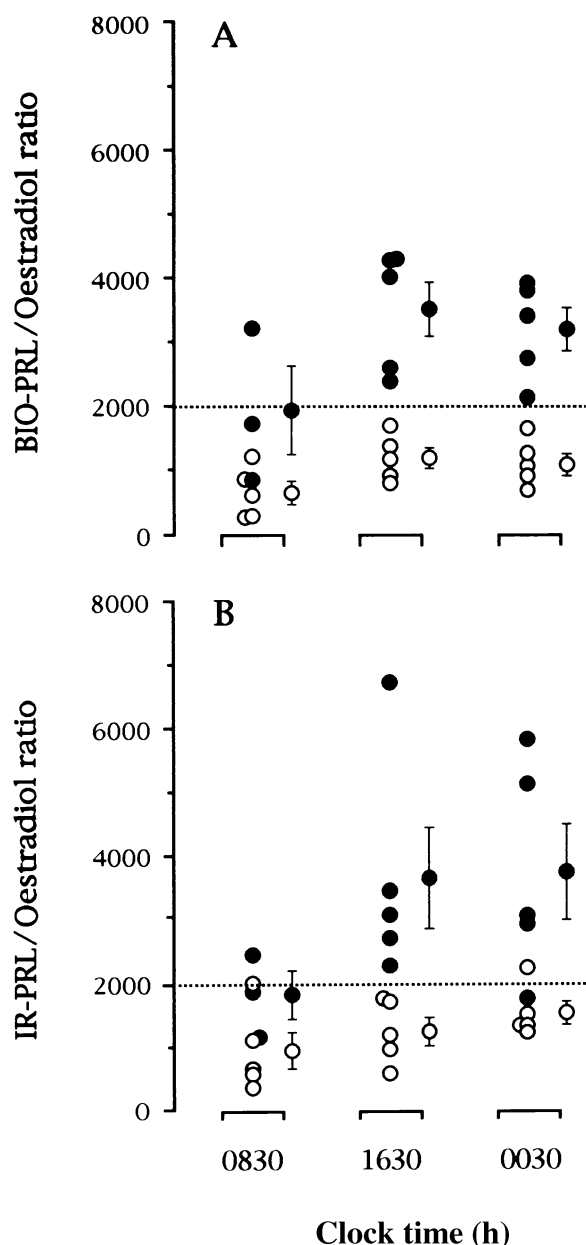 A
BIO-PRL/Oestradiol ratio
8000
6000
4000
2000
0
B
IR-PRL/Oestradiol ratio
8000
6000
4000
2000
0
0830 1630 0030
Clock time (h)